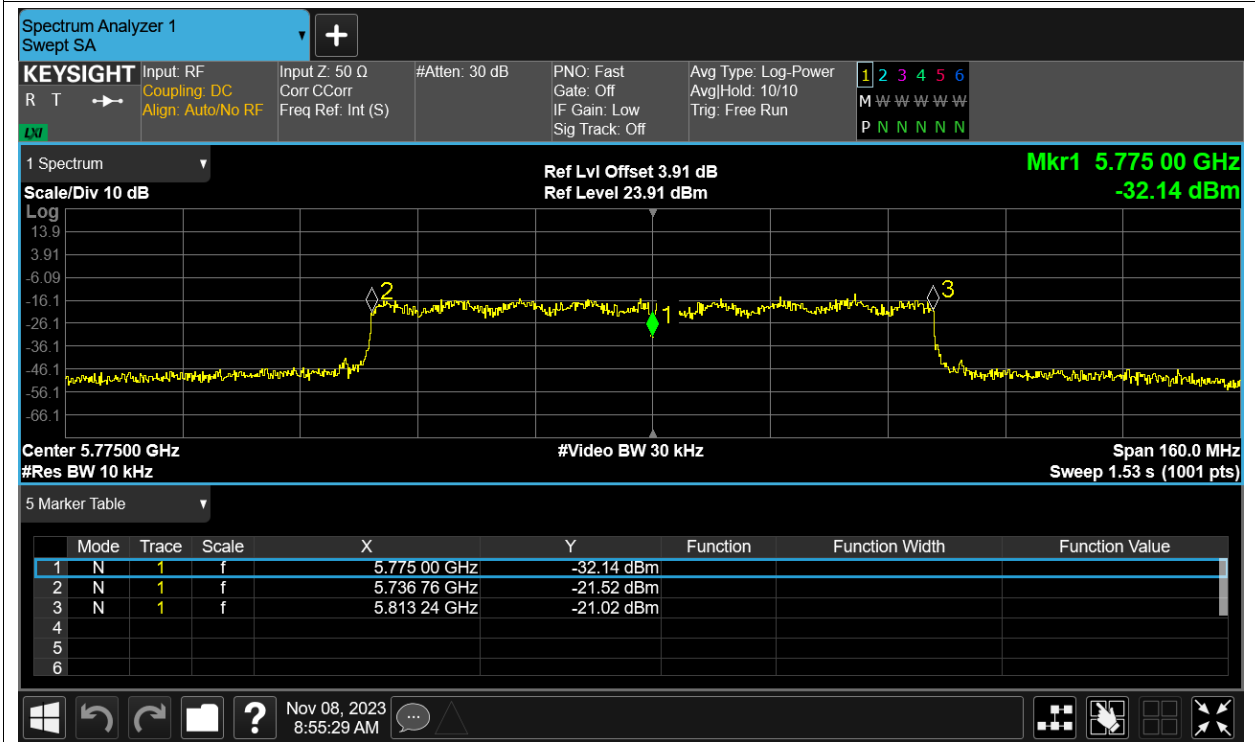 Spectrum Analyzer 1
Swept SA
KEYSIGHT
R T
LXI
Input: RF
Coupling: DC
Align: Auto/No RF
Input Z: 50 Ω
Corr CCorr
Freq Ref: Int (S)
#Atten: 30 dB
PNO: Fast
Gate: Off
IF Gain: Low
Sig Track: Off
Avg Type: Log-Power
Avg|Hold: 10/10
Trig: Free Run
1 2 3 4 5 6
M W W W W W
P N N N N N
1 Spectrum
Scale/Div 10 dB
Ref Lvl Offset 3.91 dB
Ref Level 23.91 dBm
Mkr1 5.775 00 GHz
-32.14 dBm
Log
13.9
3.91
-6.09
-16.1
-26.1
-36.1
-46.1
-56.1
-66.1
2
1
3
Center 5.77500 GHz
#Video BW 30 kHz
Span 160.0 MHz
#Res BW 10 kHz
Sweep 1.53 s (1001 pts)
5 Marker Table
Mode Trace Scale X Y Function Function Width Function Value
1 N 1 f 5.775 00 GHz -32.14 dBm
2 N 1 f 5.736 76 GHz -21.52 dBm
3 N 1 f 5.813 24 GHz -21.02 dBm
4
5
6
?
Nov 08, 2023
8:55:29 AM